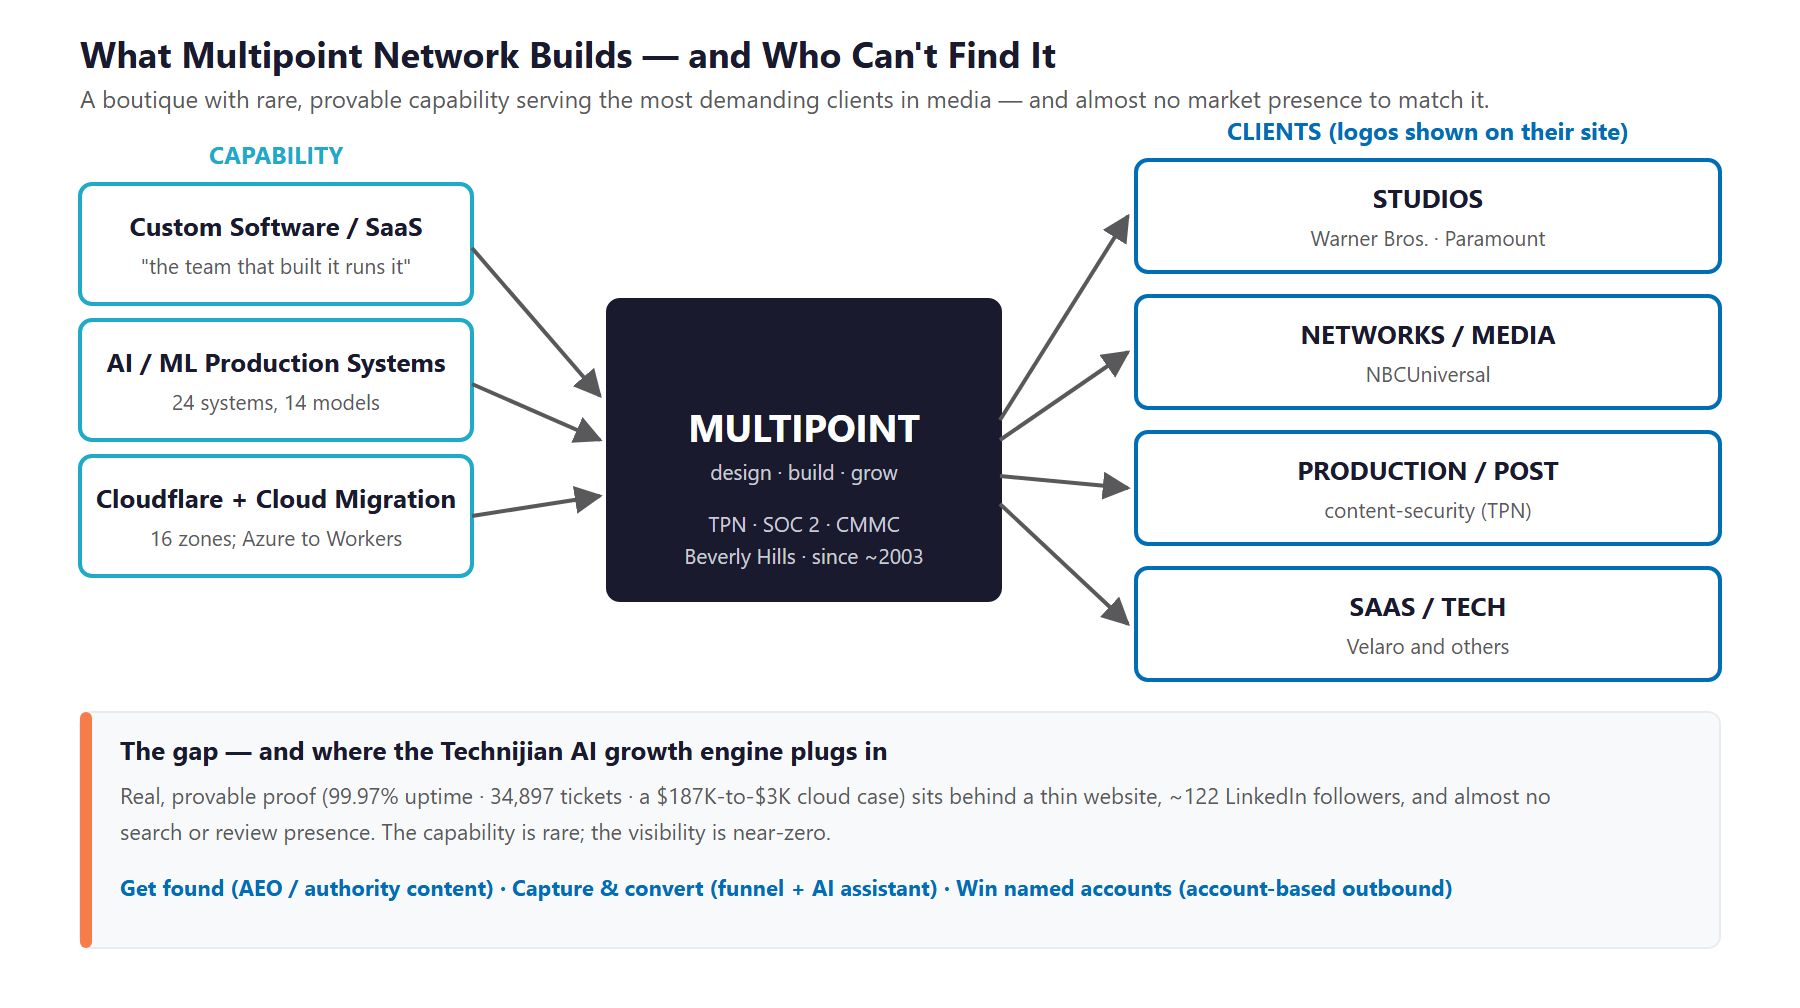 What Multipoint Network Builds — and Who Can't Find It
A boutique with rare, provable capability serving the most demanding clients in media — and almost no market presence to match it.
CAPABILITY
Custom Software / SaaS
"the team that built it runs it"
AI / ML Production Systems
24 systems, 14 models
Cloudflare + Cloud Migration
16 zones; Azure to Workers
MULTIPOINT
design · build · grow
TPN · SOC 2 · CMMC
Beverly Hills · since ~2003
CLIENTS (logos shown on their site)
STUDIOS
Warner Bros. · Paramount
NETWORKS / MEDIA
NBCUniversal
PRODUCTION / POST
content-security (TPN)
SAAS / TECH
Velaro and others
The gap — and where the Technijian AI growth engine plugs in
Real, provable proof (99.97% uptime · 34,897 tickets · a $187K-to-$3K cloud case) sits behind a thin website, ~122 LinkedIn followers, and almost no
search or review presence. The capability is rare; the visibility is near-zero.
Get found (AEO / authority content) · Capture & convert (funnel + AI assistant) · Win named accounts (account-based outbound)